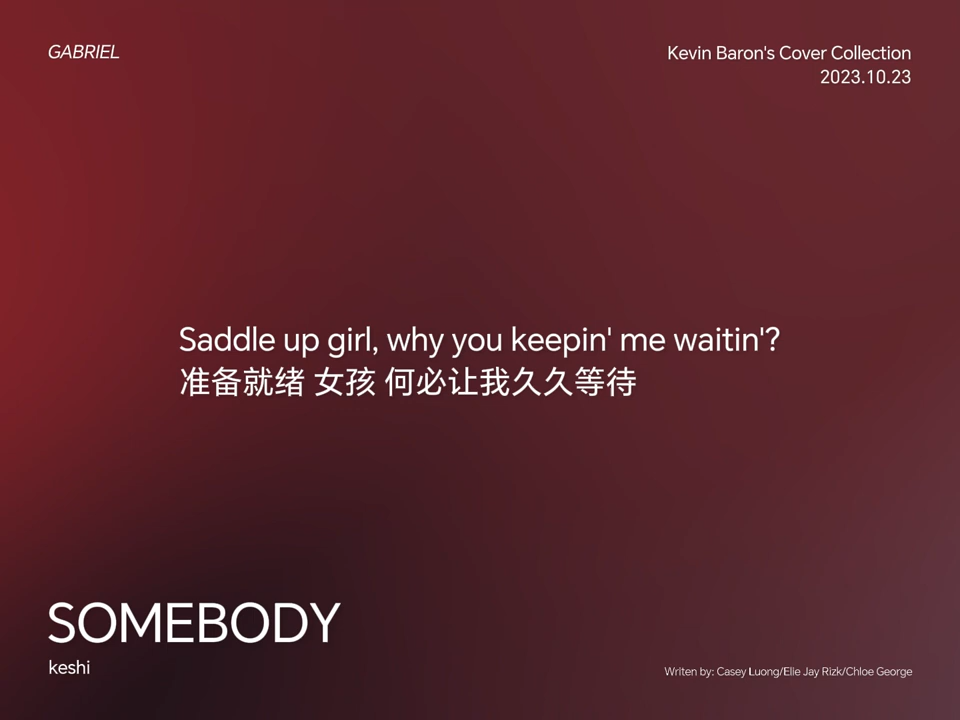 GABRIEL
Kevin Baron's Cover Collection
2023.10.23
Saddle up girl, why you keepin' me waitin'?
准备就绪 女孩 何必让我久久等待
SOMEBODY
keshi
Writen by: Casey Luong/Elie Jay Rizk/Chloe George